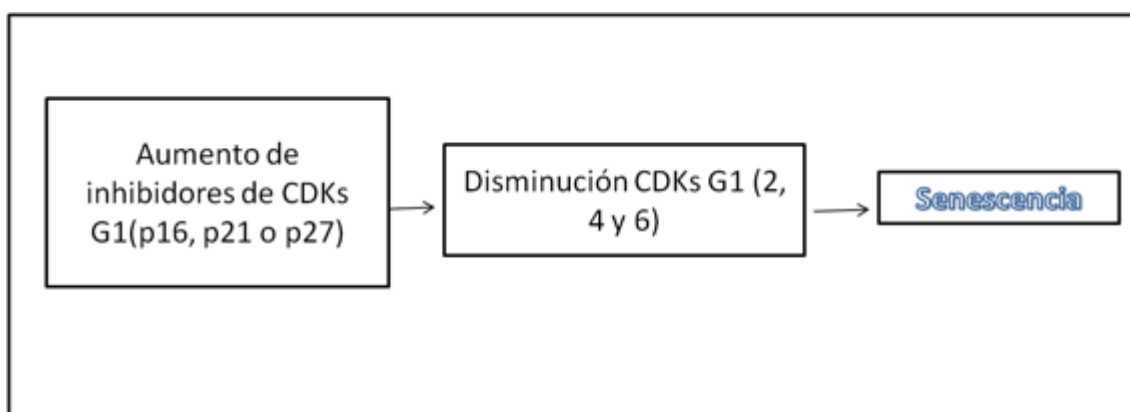 Aumento de
inhibidores de CDKs
G1(p16, p21 o p27)
Disminución CDKs G1 (2,
4 y 6)
Senescencia